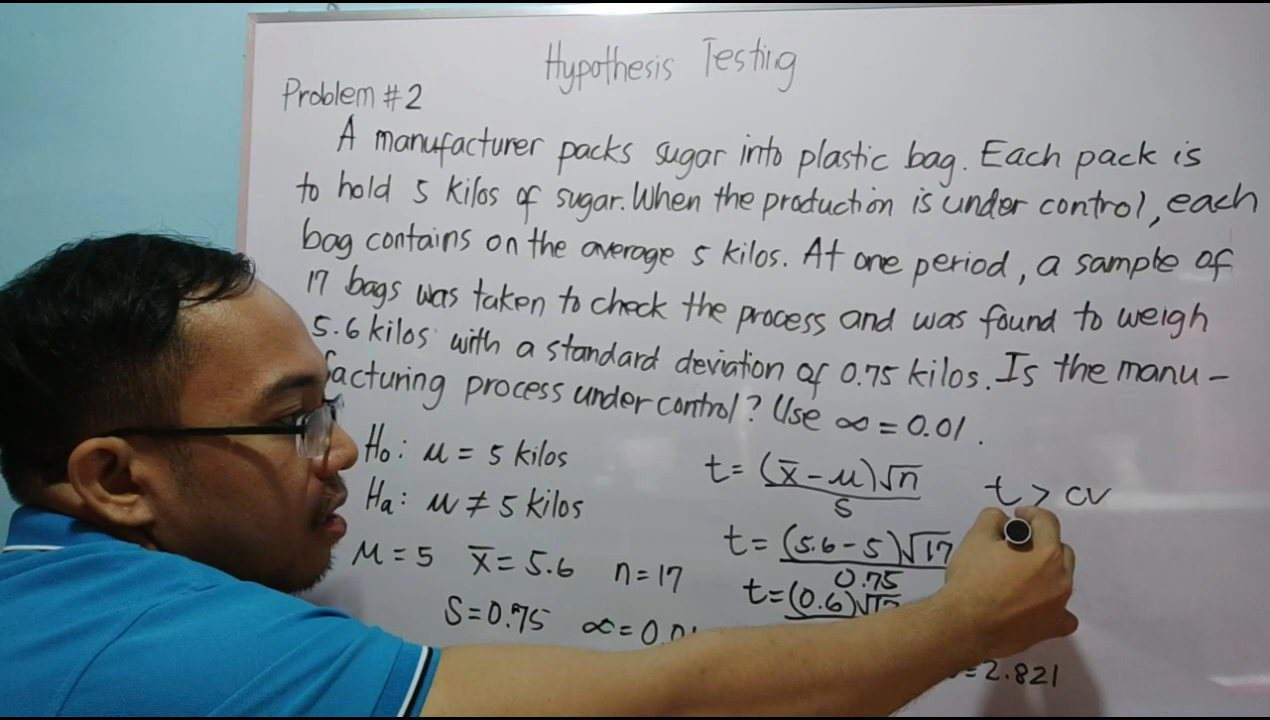 Hypothesis Testing
Problem #2
A manufacturer packs sugar into plastic bag. Each pack is
to hold 5 kilos of sugar. When the production is under control, each
bag contains on the average 5 kilos. At one period, a sample of
17 bags was taken to check the process and was found to weigh
5.6 kilos with a standard deviation of 0.75 kilos. Is the manu-
facturing process under control? Use ∝ = 0.01.
Ho: μ = 5 kilos
Ha: μ ≠ 5 kilos
μ = 5 x̄ = 5.6 n = 17
S = 0.75 ∝ = 0.01
t = (x̄ - μ)√n / S
t > cv
t = (5.6 - 5)√17 / 0.75
t = (0.6)√17
= 2.821